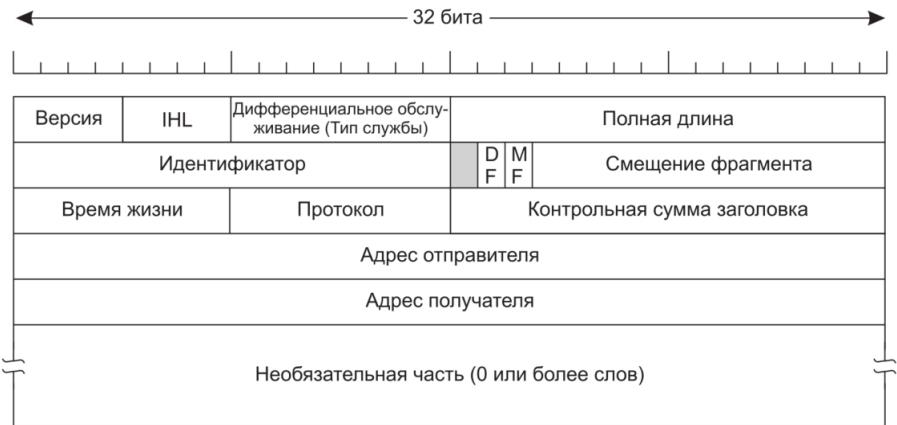 32 бита
Версия
IHL
Дифференциальное обслу-
живание (Тип службы)
Полная длина
Идентификатор
D
F
M
F
Смещение фрагмента
Время жизни
Протокол
Контрольная сумма заголовка
Адрес отправителя
Адрес получателя
Необязательная часть (0 или более слов)